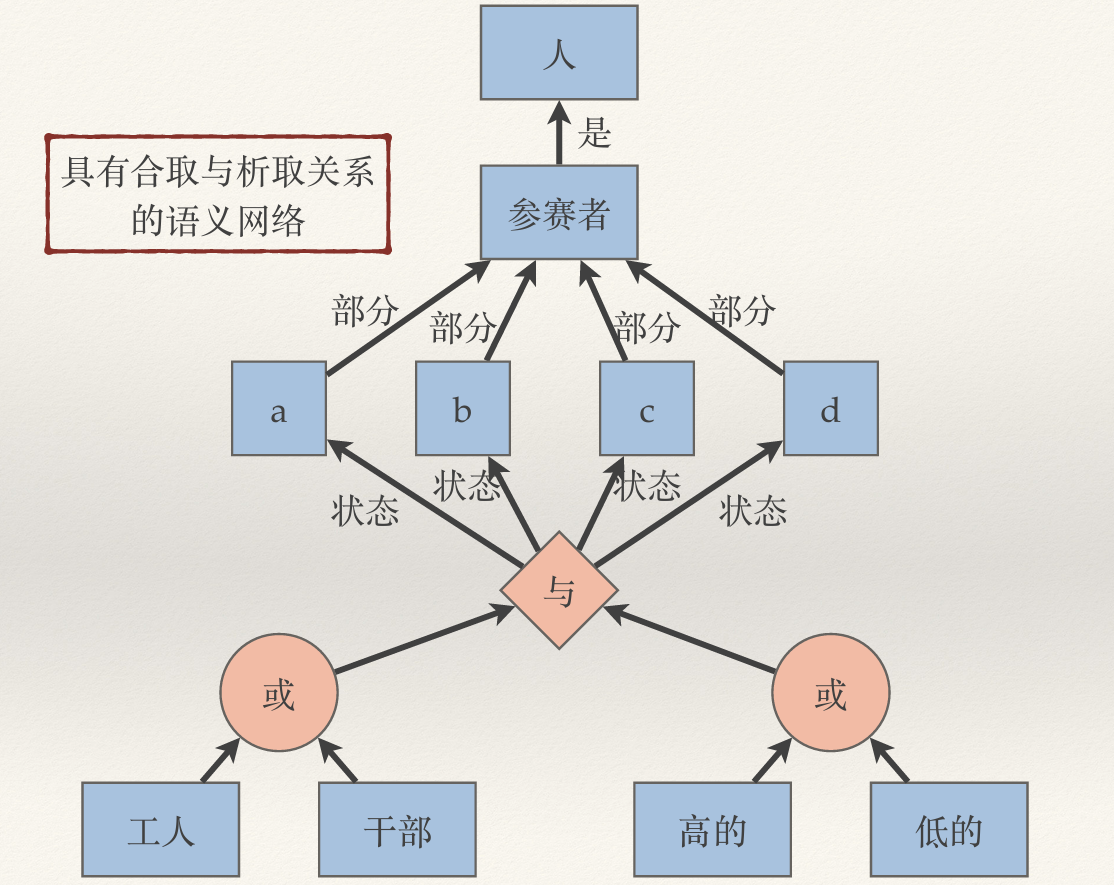 人
是
具有合取与析取关系
的语义网络
参赛者
部分
部分
部分
部分
a
b
c
d
状态
状态
状态
状态
与
或
或
工人
干部
高的
低的